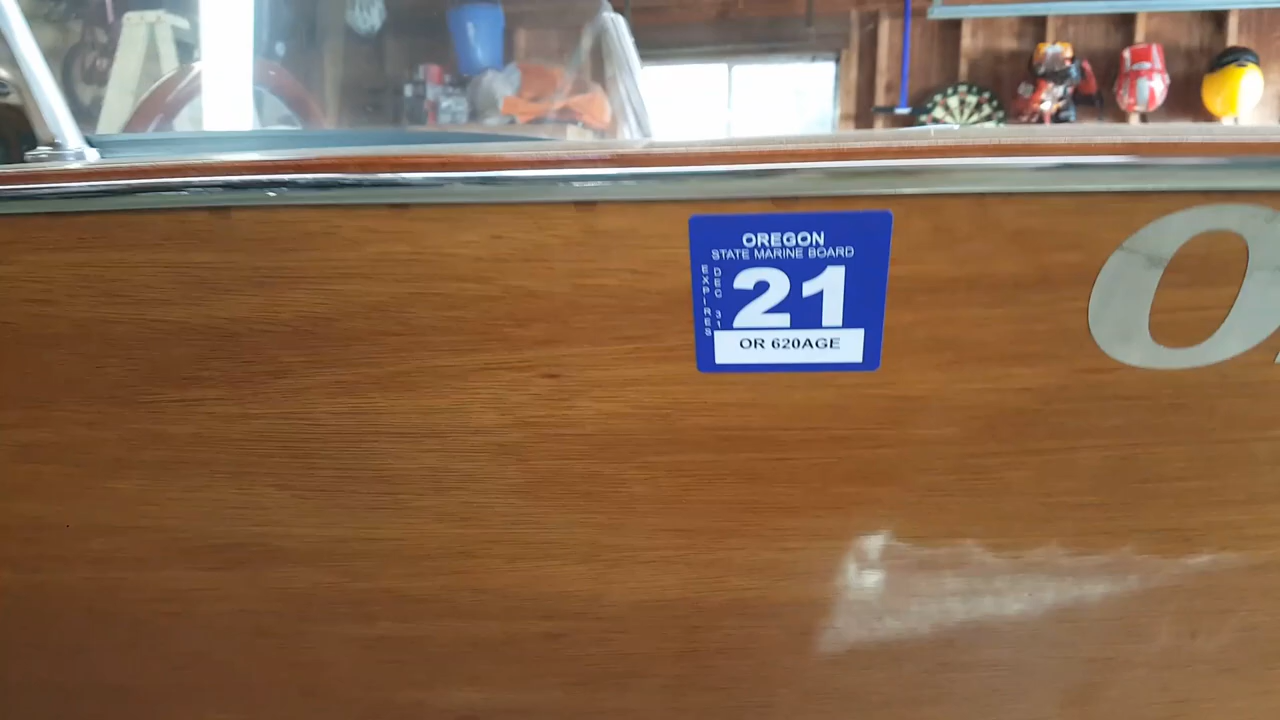 OREGON
STATE MARINE BOARD
EXPIRES
DEC 31
21
OR 620AGE
O